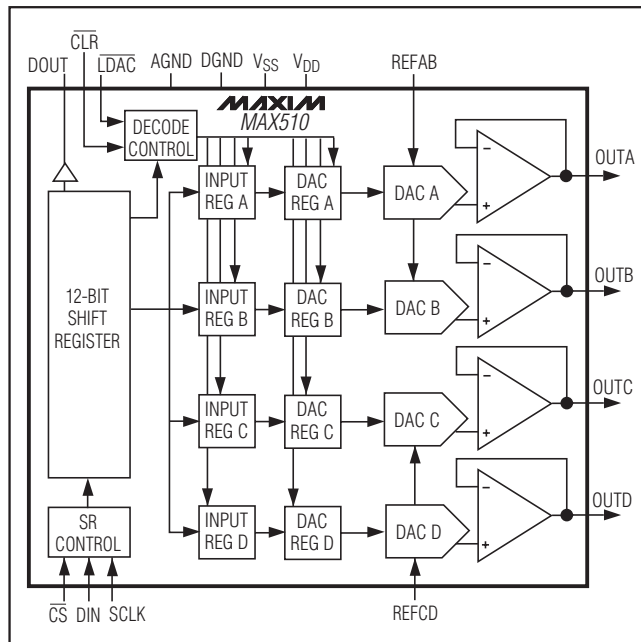 CLR
DOUT LDAC AGND DGND VSS VDD REFAB
MAXIM
MAX510
DECODE
CONTROL
INPUT
REG A
DAC
REG A
DAC A
OUTA
12-BIT
SHIFT
REGISTER
INPUT
REG B
DAC
REG B
DAC B
OUTB
INPUT
REG C
DAC
REG C
DAC C
OUTC
SR
CONTROL
INPUT
REG D
DAC
REG D
DAC D
OUTD
CS DIN SCLK REFCD
− +
− +
− +
− +